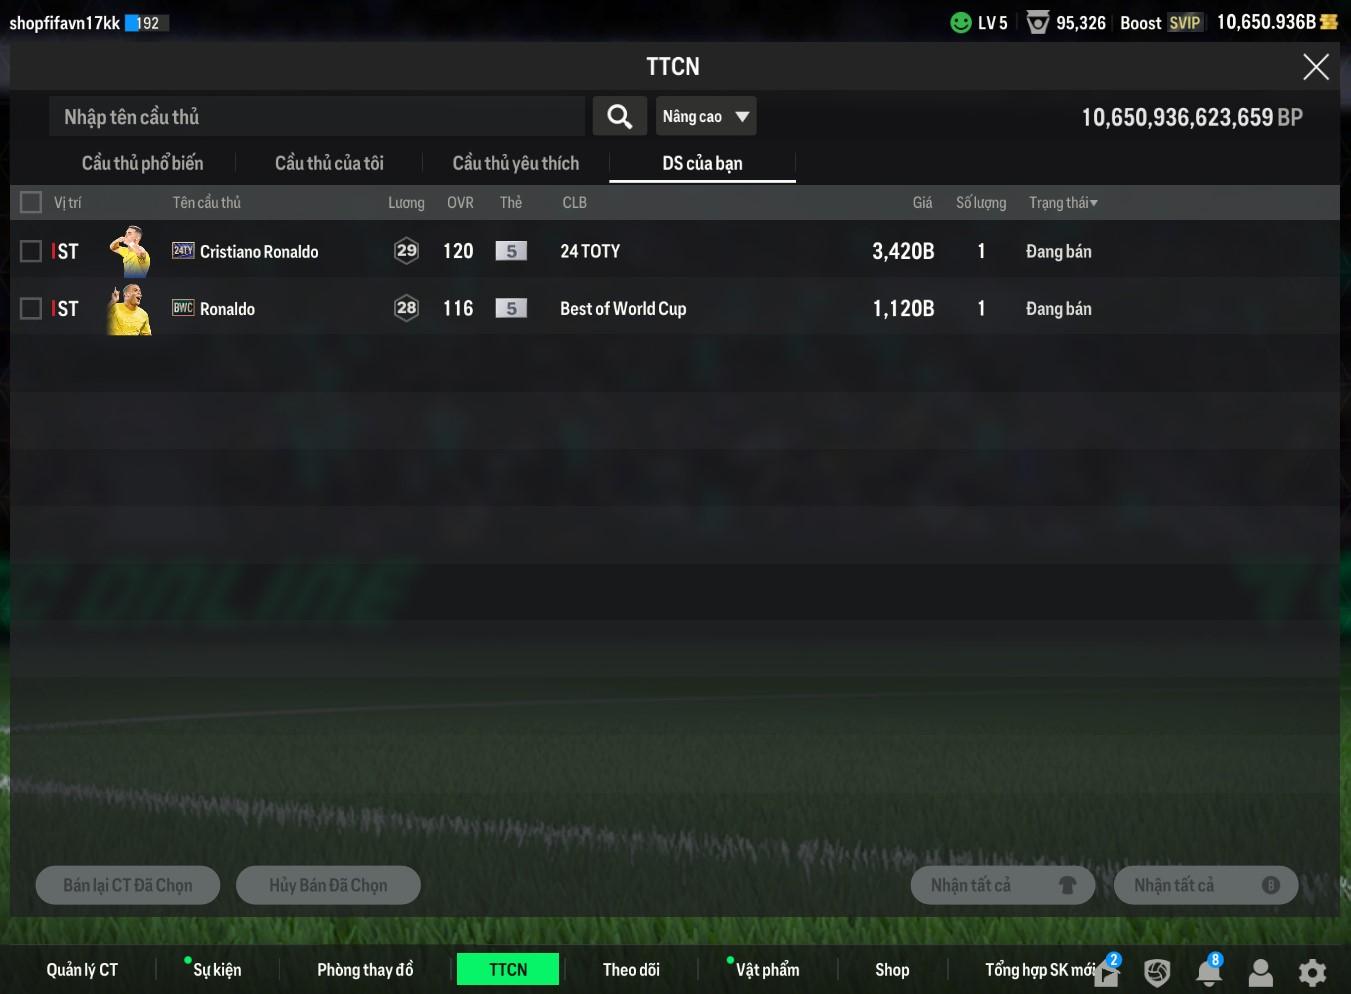 shopfifavn17kk 192 LV 5 95,326 Boost SVIP 10,650.936B
TTCN
Nhập tên cầu thủ Nâng cao 10,650,936,623,659 BP
Cầu thủ phổ biến Cầu thủ của tôi Cầu thủ yêu thích DS của bạn
Vị trí Tên cầu thủ Lương OVR Thẻ CLB Giá Số lượng Trạng thái
ST 24TY Cristiano Ronaldo 29 120 5 24 TOTY 3,420B 1 Đang bán
ST BWC Ronaldo 28 116 5 Best of World Cup 1,120B 1 Đang bán
C ONLINE
Bán lại CT Đã Chọn Hủy Bán Đã Chọn Nhận tất cả Nhận tất cả B
Quản lý CT Sự kiện Phòng thay đồ TTCN Theo dõi Vật phẩm Shop Tổng hợp SK mới 2 8